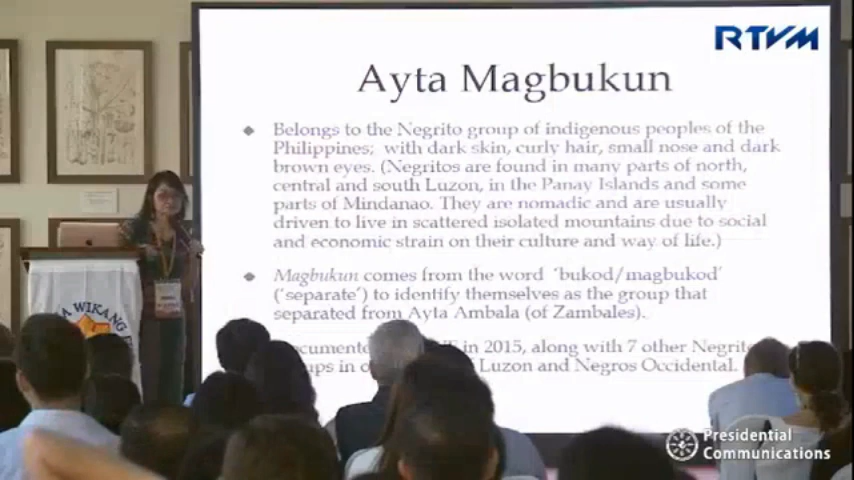 RTVM
Ayta Magbukun
Belongs to the Negrito group of indigenous peoples of the
Philippines; with dark skin, curly hair, small nose and dark
brown eyes. (Negritos are found in many parts of north,
central and south Luzon, in the Panay Islands and some
parts of Mindanao. They are nomadic and are usually
driven to live in scattered isolated mountains due to social
and economic strain on their culture and way of life.)
Magbukun comes from the word 'bukod/magbukod'
('separate') to identify themselves as the group that
separated from Ayta Ambala (of Zambales).
in 2015, along with 7 other
in Luzon and Negros Occidental.
WIKANG
Presidential
Communications